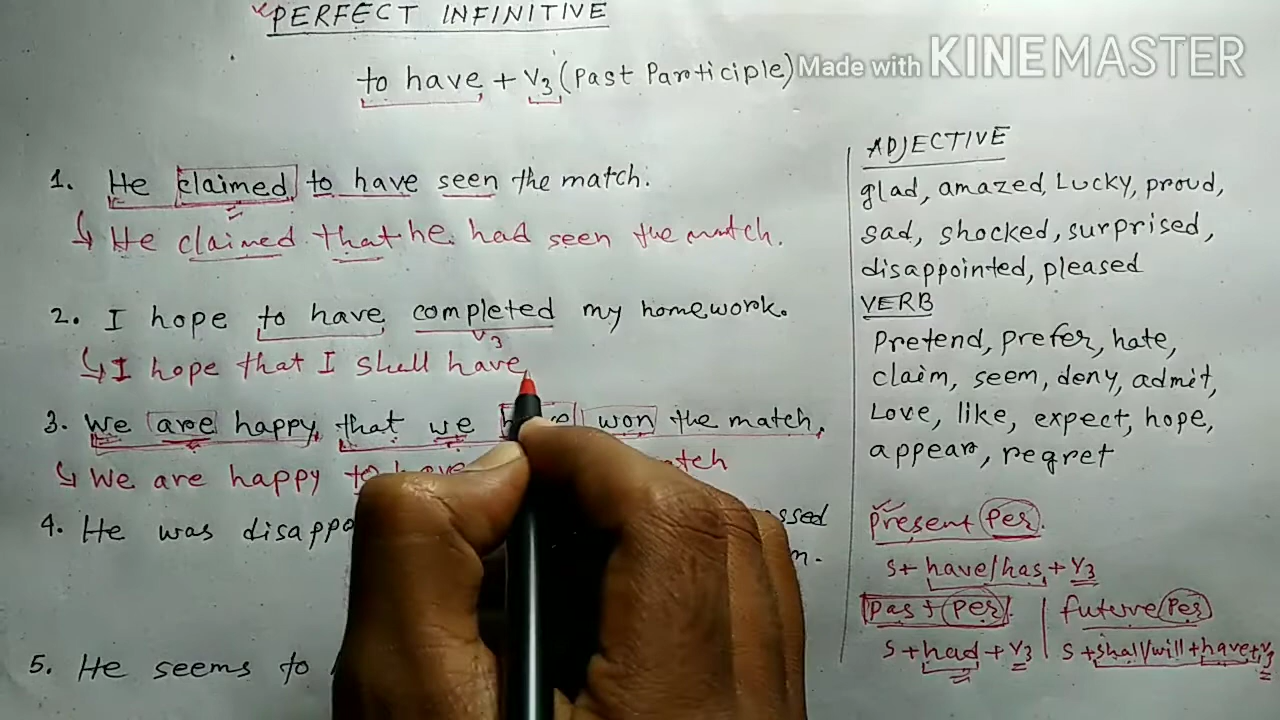 PERFECT INFINITIVE
to have + V3 (Past Participle)
Made with KINEMASTER
1. He claimed to have seen the match.
He claimed that he had seen the match.
2. I hope to have completed my homework.
V3
I hope that I shall have
3. We are happy, that we won the match.
We are happy to have
4. He was
5. He seems to
ADJECTIVE
glad, amazed, Lucky, proud,
sad, shocked, surprised,
disappointed, pleased
VERB
Pretend, prefer, hate,
claim, seem, deny, admit,
Love, like, expect, hope,
appear, regret
Present Per.
S + have/has + V3
Past Per.
S + had + V3
future Per
S + shall/will + have + V3